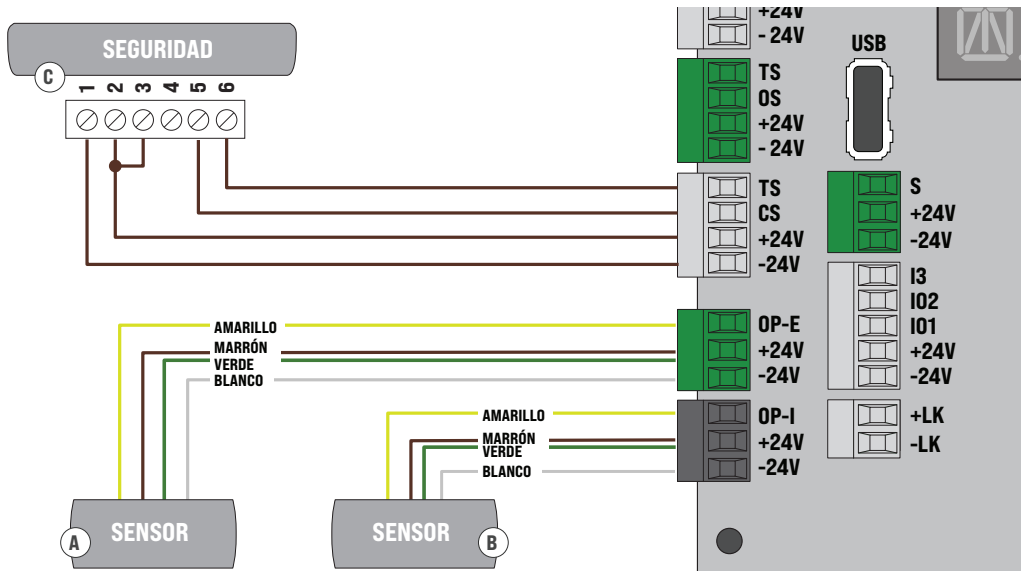 SEGURIDAD
C
1 2 3 4 5 6
AMARILLO
MARRÓN
VERDE
BLANCO
AMARILLO
MARRÓN
VERDE
BLANCO
SENSOR
A
SENSOR
B
+24V
- 24V
TS
OS
+24V
- 24V
TS
CS
+24V
-24V
OP-E
+24V
-24V
OP-I
+24V
-24V
USB
S
+24V
-24V
I3
IO2
IO1
+24V
-24V
+LK
-LK